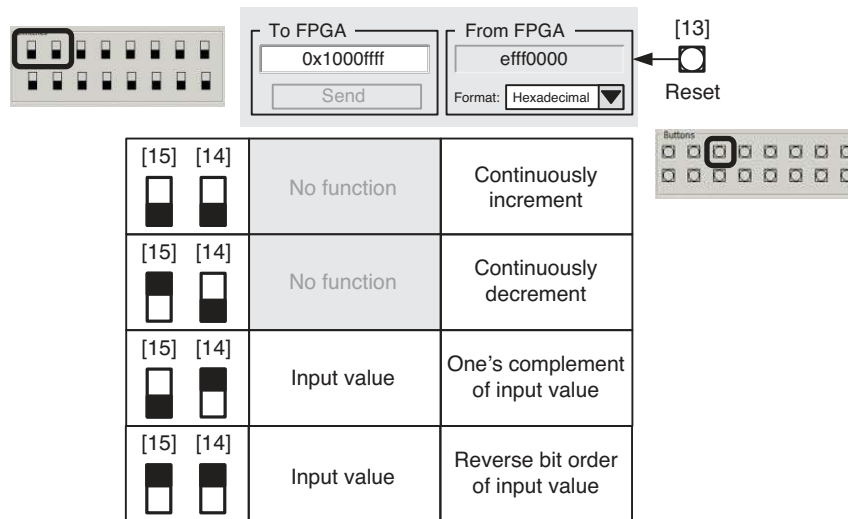 To FPGA
0x1000ffff
Send
From FPGA
efff0000
Format: Hexadecimal
[13]
Reset
Buttons
[15] [14]
No function
Continuously
increment
[15] [14]
No function
Continuously
decrement
[15] [14]
Input value
One's complement
of input value
[15] [14]
Input value
Reverse bit order
of input value